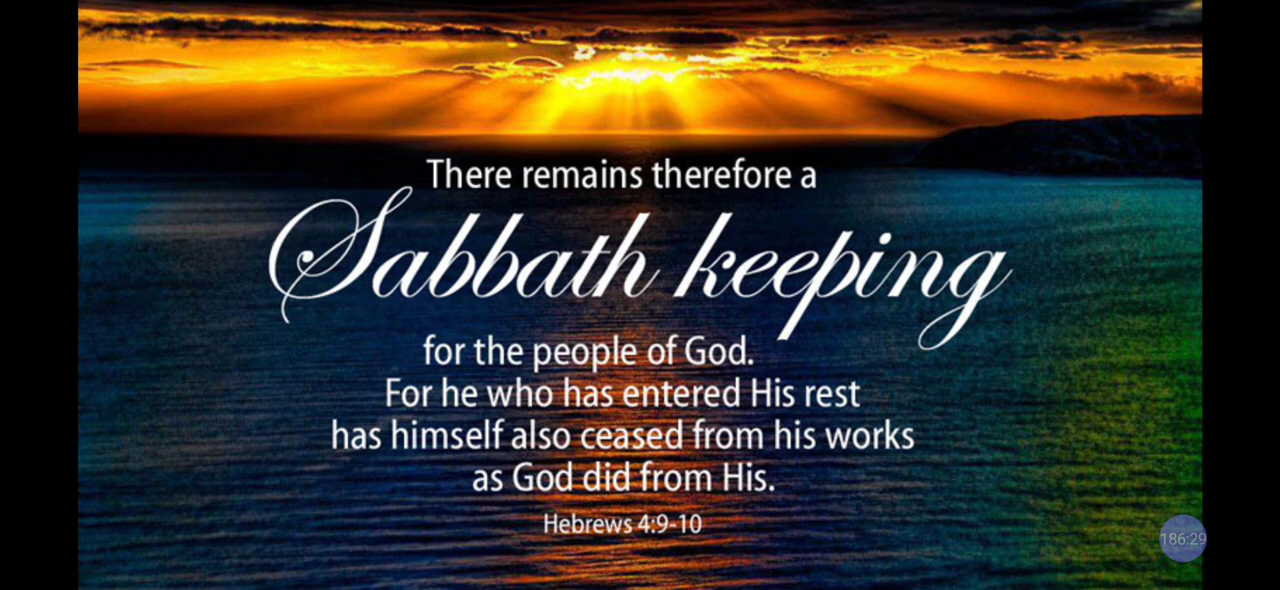 There remains therefore a
Sabbath keeping
for the people of God.
For he who has entered His rest
has himself also ceased from his works
as God did from His.
Hebrews 4:9-10
186:29